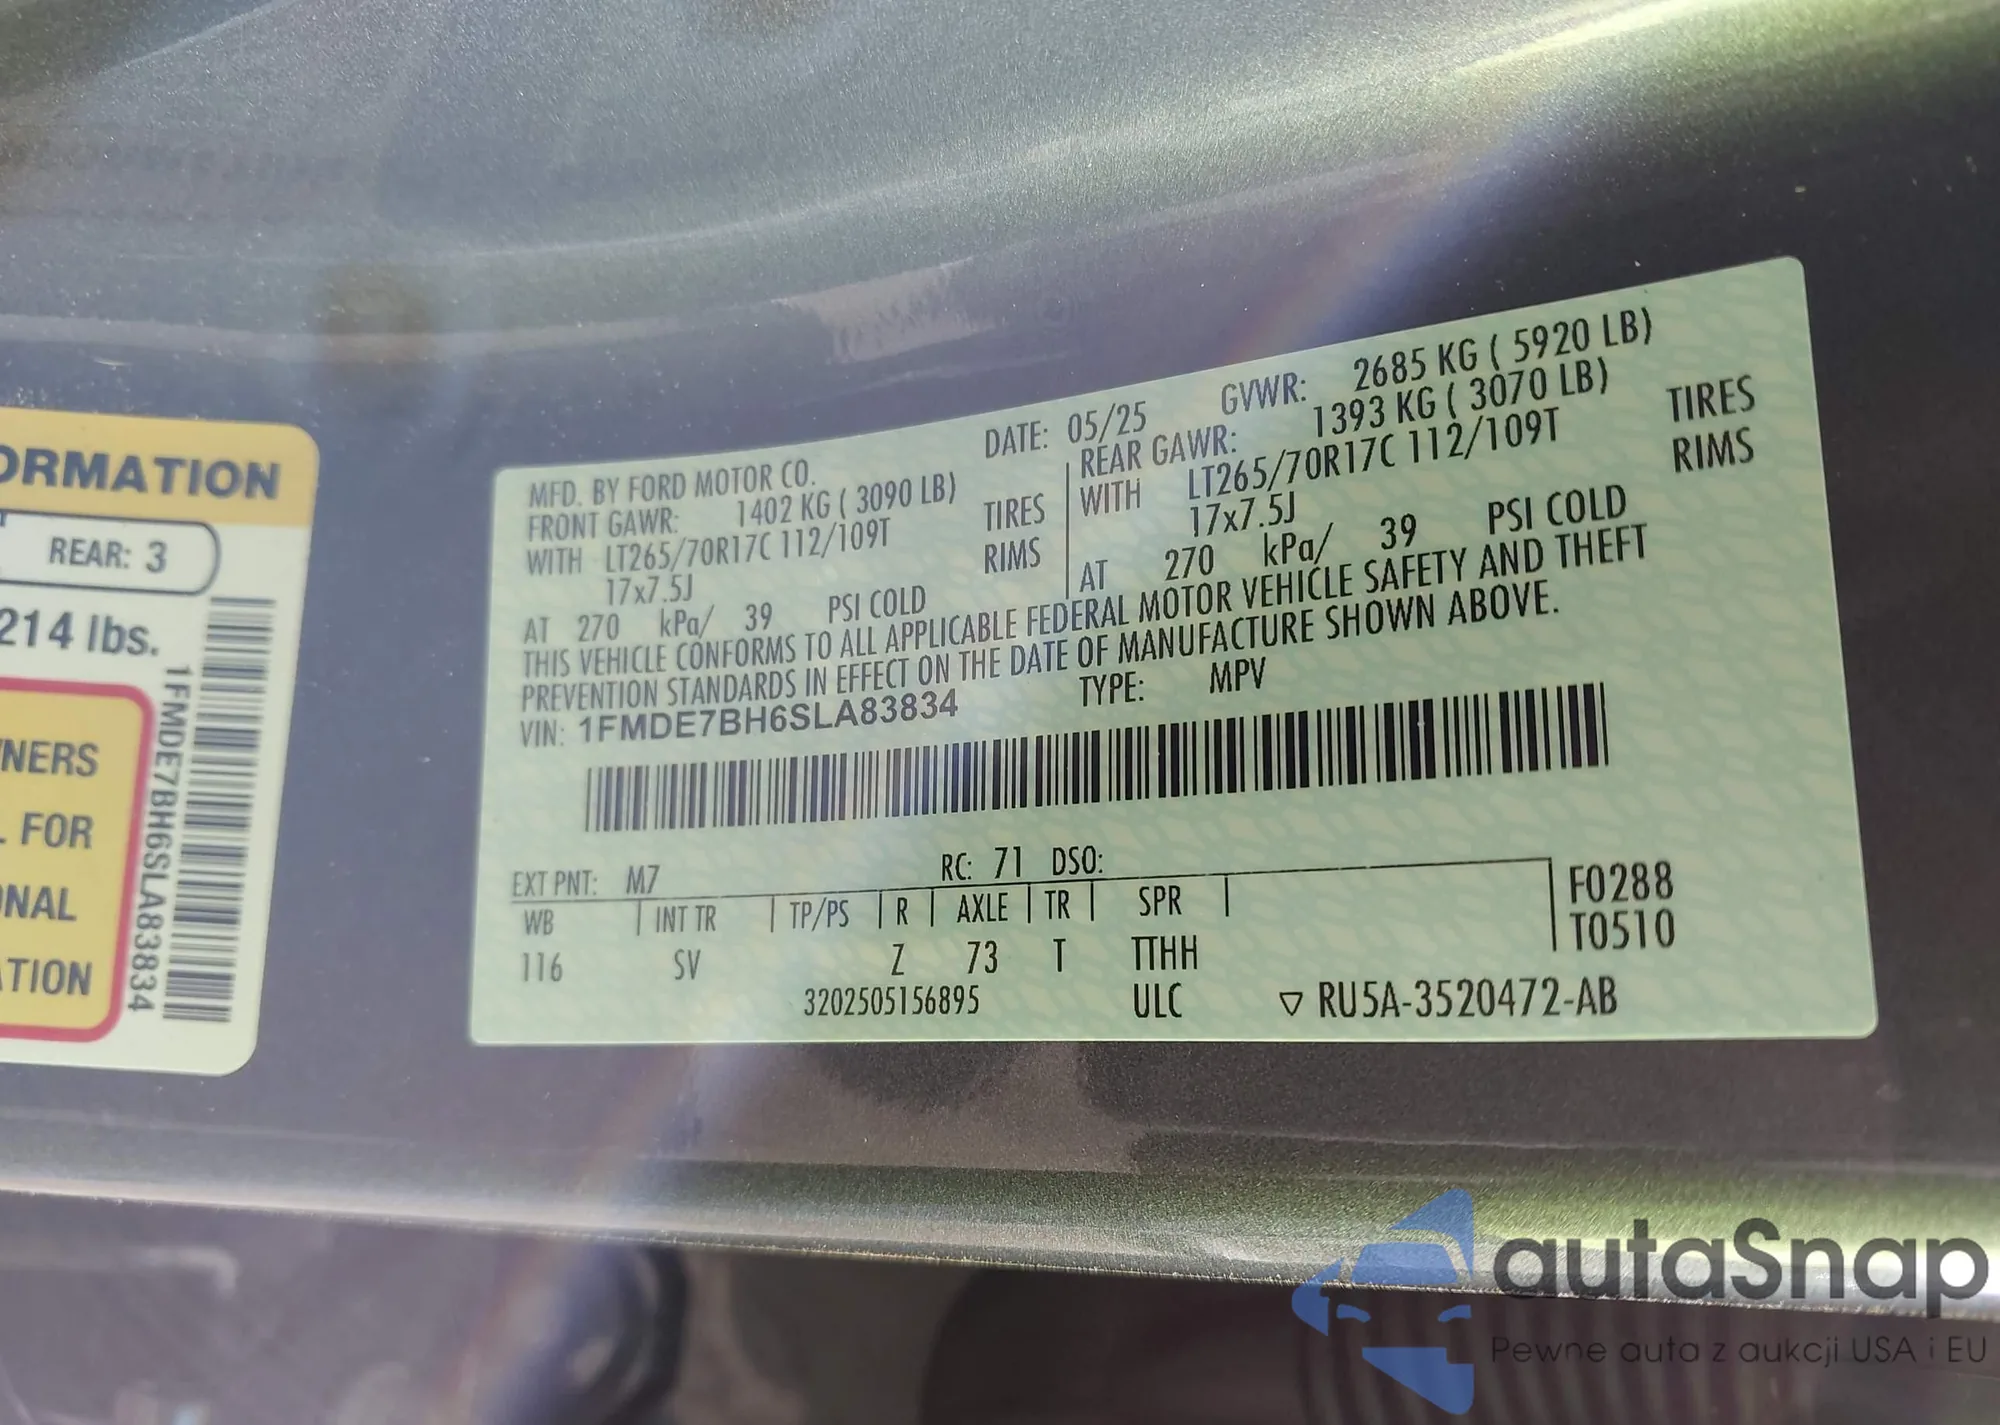 ORMATION
REAR: 3
214 lbs.
1FMDE7BH6SLA83834
NERS
FOR
NAL
ATION
MFD. BY FORD MOTOR CO.
DATE: 05/25
GVWR: 2685 KG ( 5920 LB)
FRONT GAWR: 1402 KG ( 3090 LB)
WITH LT265/70R17C 112/109T TIRES
17x7.5J RIMS
AT 270 kPa/ 39 PSI COLD
REAR GAWR: 1393 KG ( 3070 LB)
WITH LT265/70R17C 112/109T TIRES
17x7.5J RIMS
AT 270 kPa/ 39 PSI COLD
THIS VEHICLE CONFORMS TO ALL APPLICABLE FEDERAL MOTOR VEHICLE SAFETY AND THEFT
PREVENTION STANDARDS IN EFFECT ON THE DATE OF MANUFACTURE SHOWN ABOVE.
VIN: 1FMDE7BH6SLA83834 TYPE: MPV
EXT PNT: M7 RC: 71 DSO:
WB | INT TR | TP/PS | R | AXLE | TR | SPR |
F0288
116 SV Z 73 T TTHH
T0510
3202505156895 ULC ▽ RU5A-3520472-AB
autaSnap
Pewne auta z aukcji USA i EU